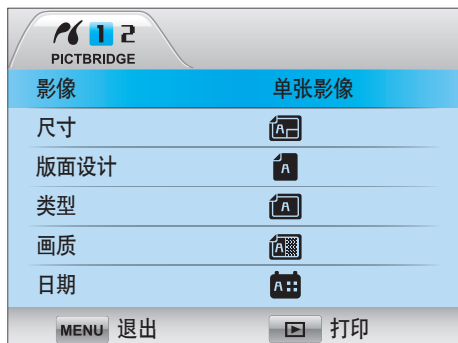 1 2
PICTBRIDGE
影像 单张影像
尺寸 A
版面设计 A
类型 A
画质 A
日期 A
MENU 退出 打印